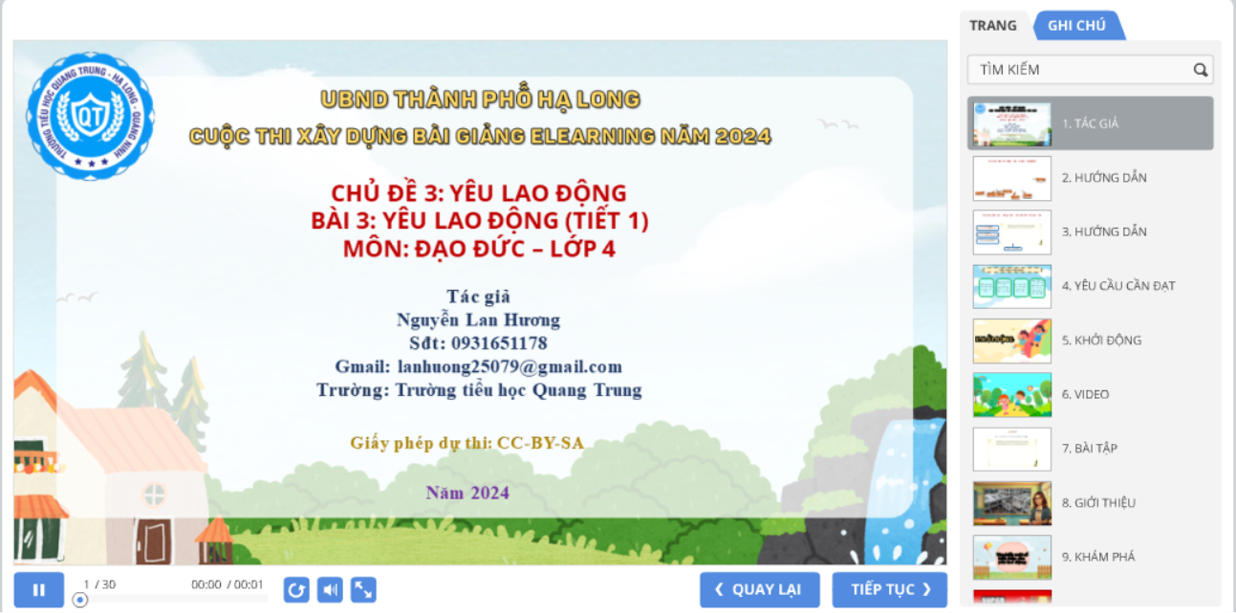 TRƯỜNG TIỂU HỌC QUANG TRUNG - HẠ LONG - QUẢNG NINH
QT
UBND THÀNH PHỐ HẠ LONG
CUỘC THI XÂY DỰNG BÀI GIẢNG ELEARNING NĂM 2024
CHỦ ĐỀ 3: YÊU LAO ĐỘNG
BÀI 3: YÊU LAO ĐỘNG (TIẾT 1)
MÔN: ĐẠO ĐỨC – LỚP 4
Tác giả
Nguyễn Lan Hương
Sđt: 0931651178
Gmail: lanhuong25079@gmail.com
Trường: Trường tiểu học Quang Trung
Giấy phép dự thi: CC-BY-SA
Năm 2024
1 / 30
00:00 / 00:01
❮ QUAY LẠI
TIẾP TỤC ❯
TRANG
GHI CHÚ
TÌM KIẾM
1. TÁC GIẢ
2. HƯỚNG DẪN
3. HƯỚNG DẪN
4. YÊU CẦU CẦN ĐẠT
5. KHỞI ĐỘNG
6. VIDEO
7. BÀI TẬP
8. GIỚI THIỆU
9. KHÁM PHÁ